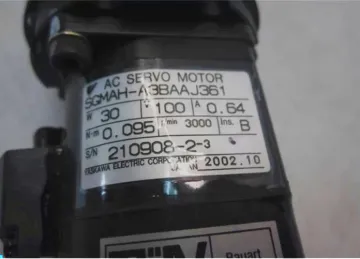 AC SERVO MOTOR
SGMAH-A3BAAJ361
W 30 V 100 A 0.64
N·m 0.095 r/min 3000 Ins. B
S/N 210908-2-3
YASKAWA ELECTRIC CORPORATION JAPAN 2002.10
Bauart